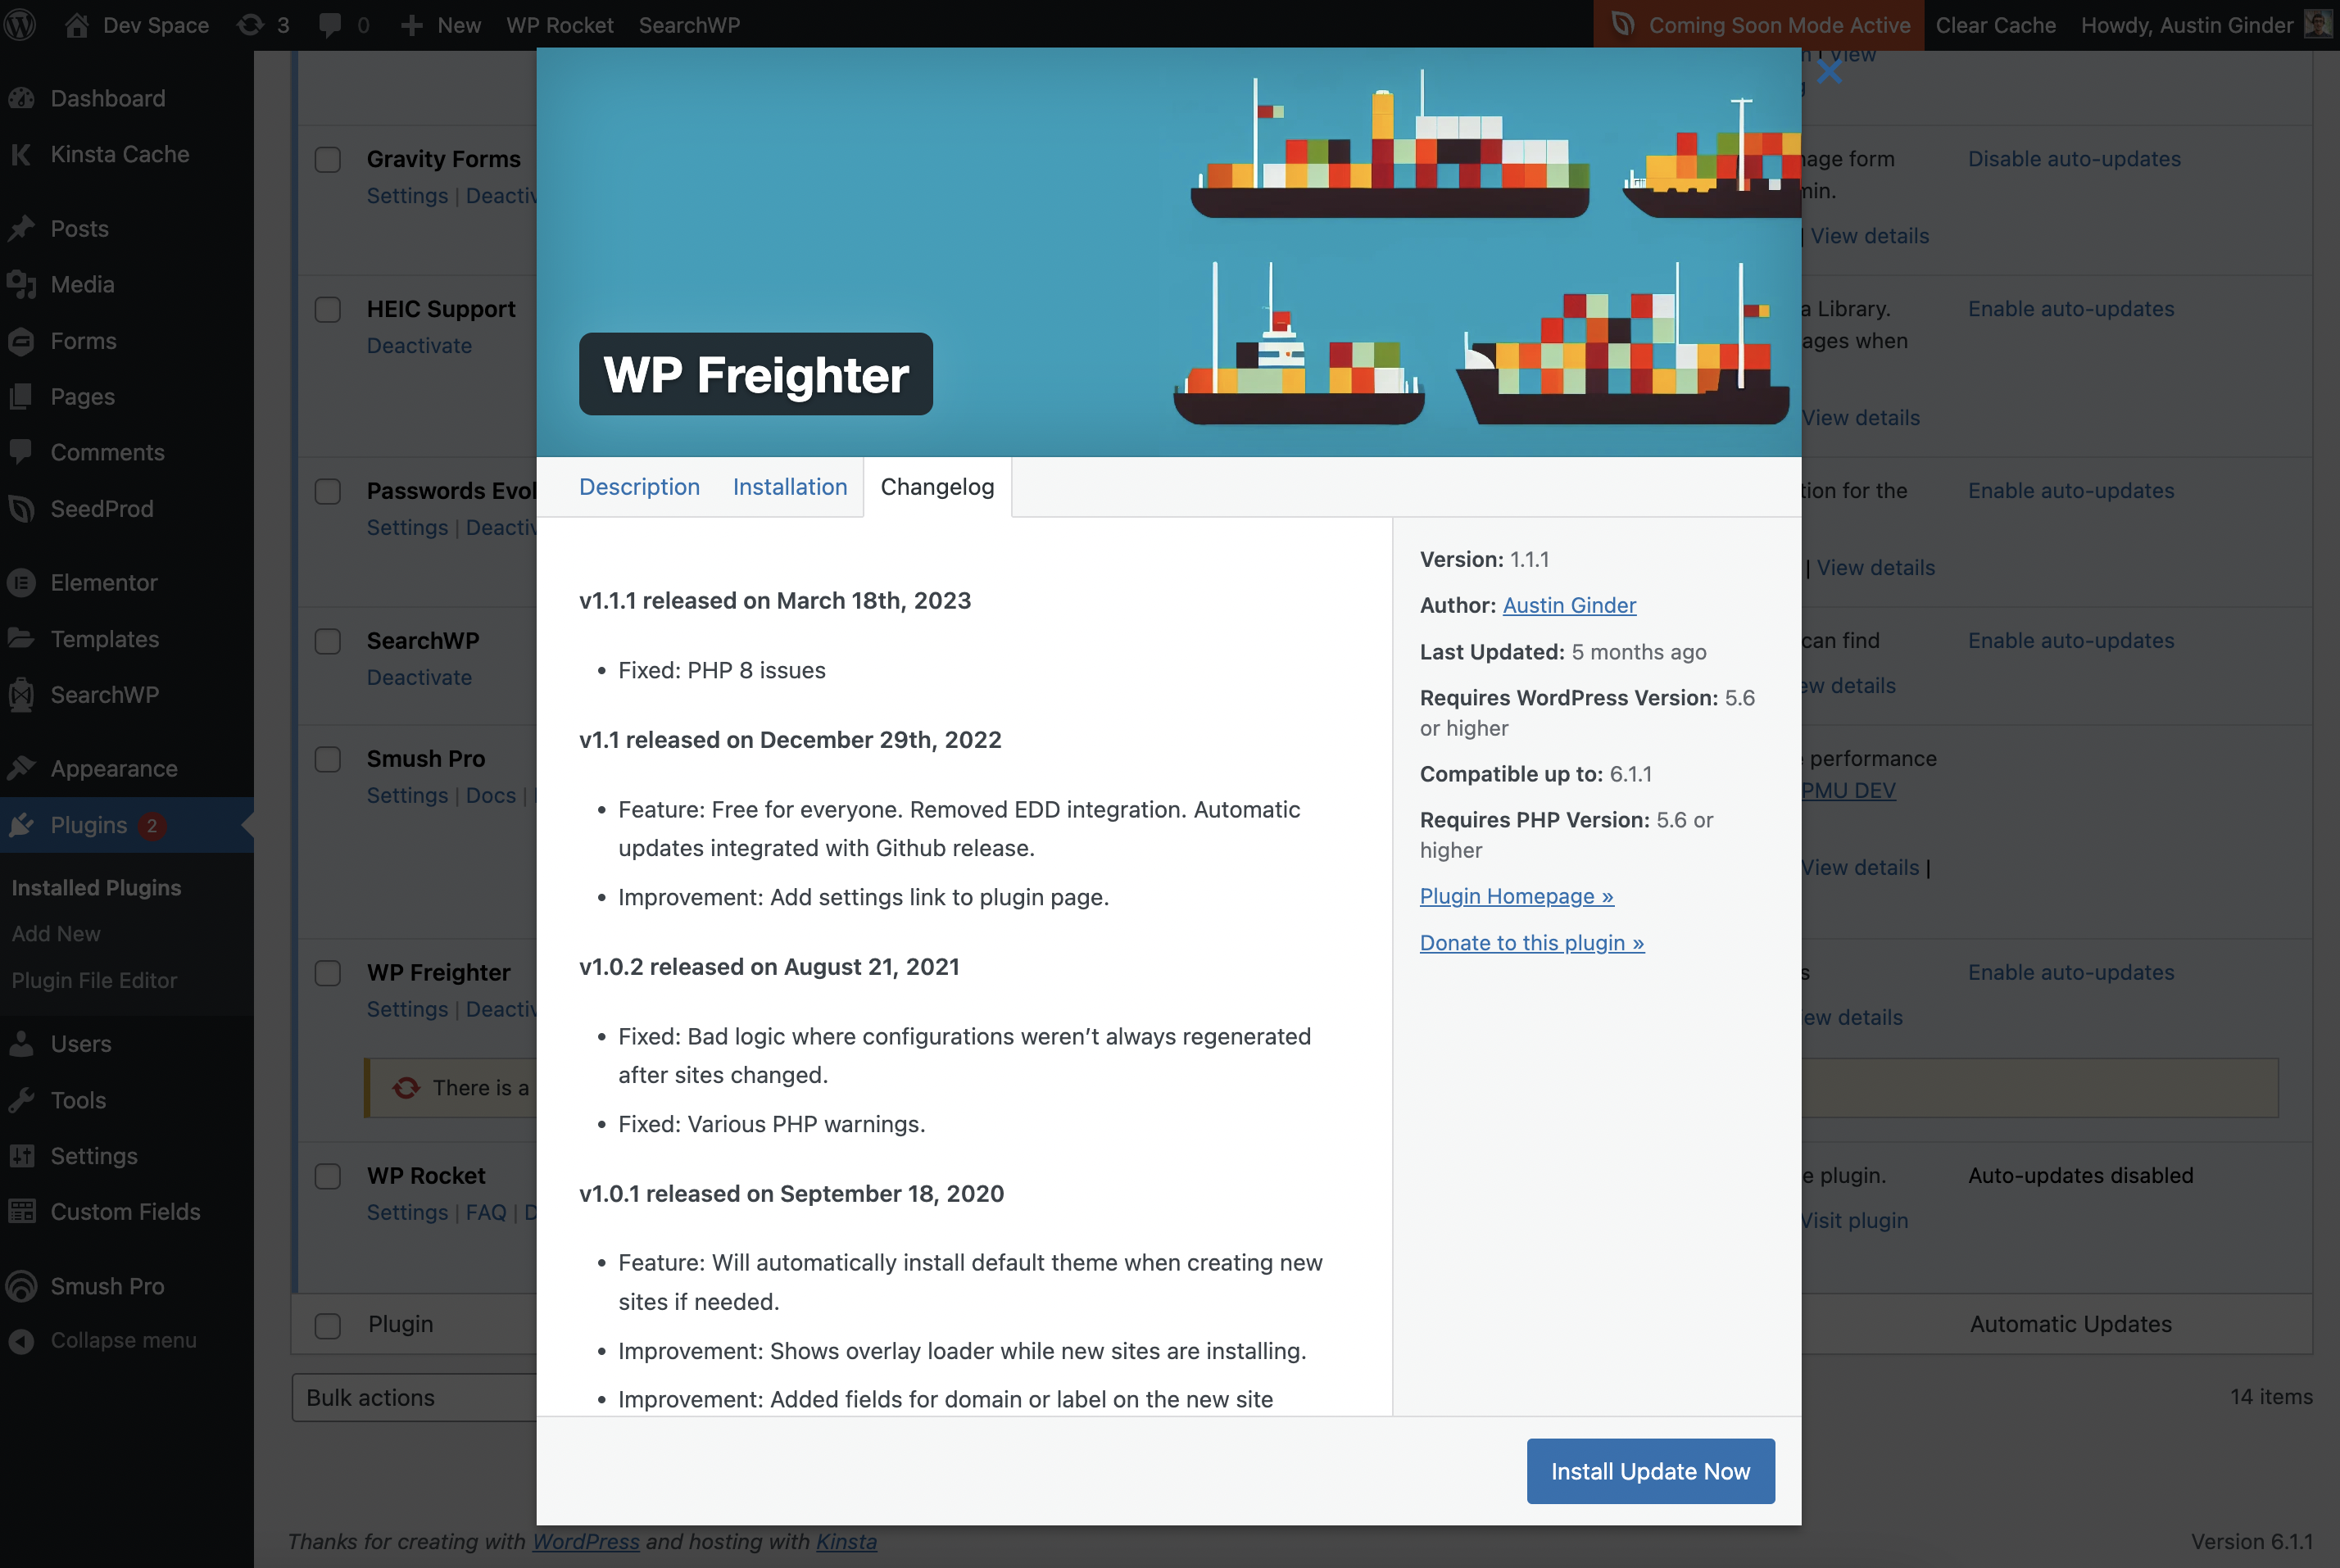 Dev Space
3
0
New
WP Rocket
SearchWP
Coming Soon Mode Active
Clear Cache
Howdy, Austin Ginder
Dashboard
Kinsta Cache
Posts
Media
Forms
Pages
Comments
SeedProd
Elementor
Templates
SearchWP
Appearance
Plugins 2
Installed Plugins
Add New
Plugin File Editor
Users
Tools
Settings
Custom Fields
Smush Pro
Collapse menu
Gravity Forms
Settings |
HEIC Support
Deactivate
Passwords
Settings |
SearchWP
Deactivate
Smush Pro
Settings | Docs |
WP Freighter
Settings |
There is a
WP Rocket
Settings | FAQ |
Plugin
Bulk actions
WP Freighter
Description
Installation
Changelog
v1.1.1 released on March 18th, 2023
• Fixed: PHP 8 issues
v1.1 released on December 29th, 2022
• Feature: Free for everyone. Removed EDD integration. Automatic
updates integrated with Github release.
• Improvement: Add settings link to plugin page.
v1.0.2 released on August 21, 2021
• Fixed: Bad logic where configurations weren’t always regenerated
after sites changed.
• Fixed: Various PHP warnings.
v1.0.1 released on September 18, 2020
• Feature: Will automatically install default theme when creating new
sites if needed.
• Improvement: Shows overlay loader while new sites are installing.
• Improvement: Added fields for domain or label on the new site
Version: 1.1.1
Author: Austin Ginder
Last Updated: 5 months ago
Requires WordPress Version: 5.6
or higher
Compatible up to: 6.1.1
Requires PHP Version: 5.6 or
higher
Plugin Homepage »
Donate to this plugin »
Install Update Now
| View
form
| View details
Library.
when
View details
for the
| View details
can find
details
performance
DEV
View details |
details
plugin.
Visit plugin
Disable auto-updates
Enable auto-updates
Enable auto-updates
Enable auto-updates
Enable auto-updates
Auto-updates disabled
Automatic Updates
14 items
Thanks for creating with WordPress and hosting with Kinsta
Version 6.1.1